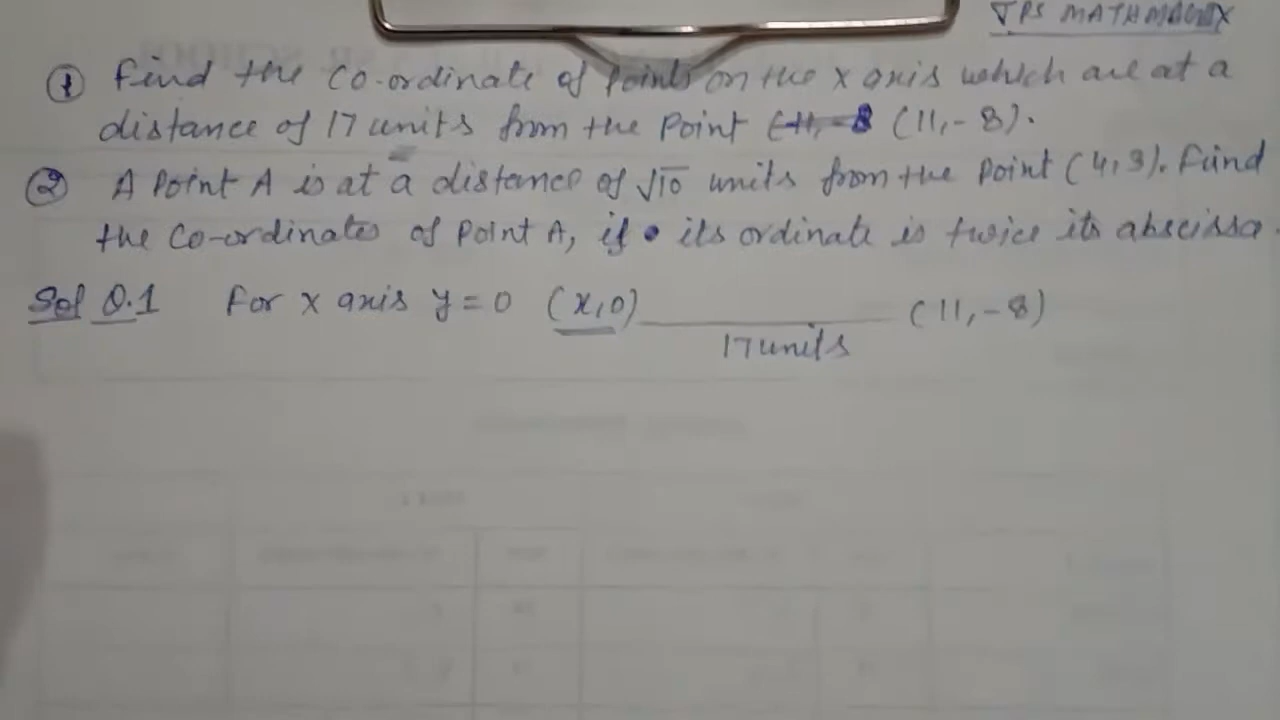 JPS MATHMATIX
① Find the co-ordinate of points on the x axis which are at a
distance of 17 units from the Point (11,-8).
② A Point A is at a distance of √10 units from the Point (4,3). Find
the Co-ordinates of Point A, if its ordinate is twice its abscissa.
Sol Q.1 For x axis y=0 (x,0) (11,-8)
17 units